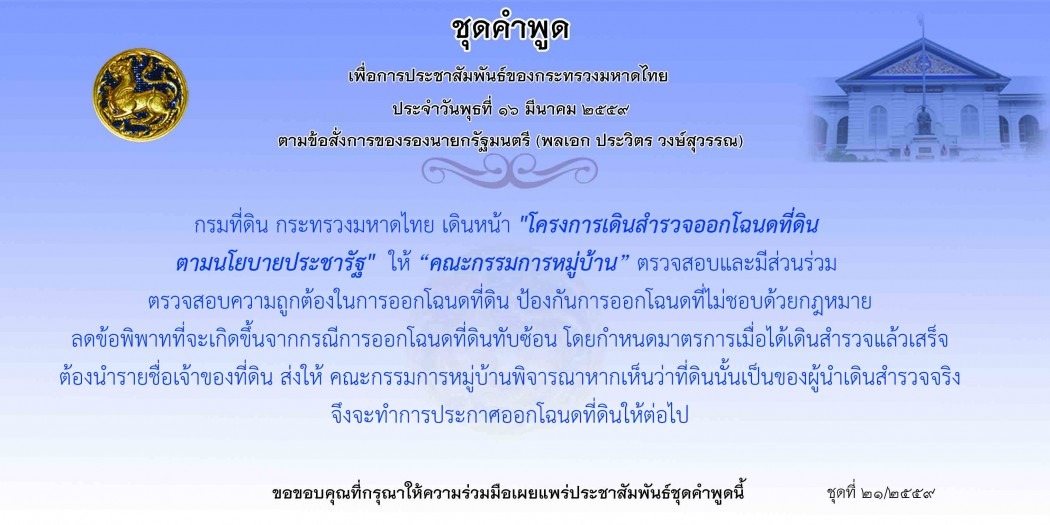 ชุดคำพูด
เพื่อการประชาสัมพันธ์ของกระทรวงมหาดไทย
ประจำวันพุธที่ ๑๖ มีนาคม ๒๕๕๙
ตามข้อสั่งการของรองนายกรัฐมนตรี (พลเอก ประวิตร วงษ์สุวรรณ)
กรมที่ดิน กระทรวงมหาดไทย เดินหน้า "โครงการเดินสำรวจออกโฉนดที่ดิน
ตามนโยบายประชารัฐ" ให้ “คณะกรรมการหมู่บ้าน” ตรวจสอบและมีส่วนร่วม
ตรวจสอบความถูกต้องในการออกโฉนดที่ดิน ป้องกันการออกโฉนดที่ไม่ชอบด้วยกฎหมาย
ลดข้อพิพาทที่จะเกิดขึ้นจากกรณีการออกโฉนดที่ดินทับซ้อน โดยกำหนดมาตรการเมื่อได้เดินสำรวจแล้วเสร็จ
ต้องนำรายชื่อเจ้าของที่ดิน ส่งให้ คณะกรรมการหมู่บ้านพิจารณาหากเห็นว่าที่ดินนั้นเป็นของผู้นำเดินสำรวจจริง
จึงจะทำการประกาศออกโฉนดที่ดินให้ต่อไป
ขอขอบคุณที่กรุณาให้ความร่วมมือเผยแพร่ประชาสัมพันธ์ชุดคำพูดนี้ ชุดที่ ๒๑/๒๕๕๙